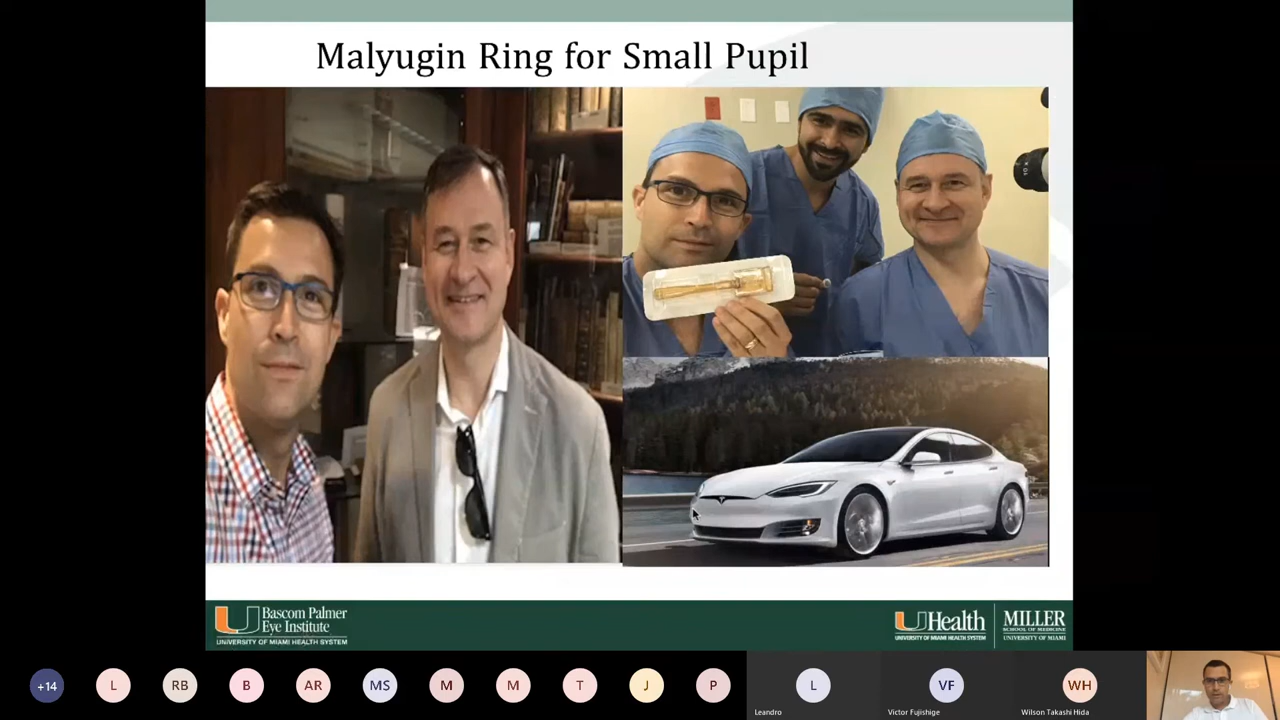 Malyugin Ring for Small Pupil
Bascom Palmer
Eye Institute
UNIVERSITY OF MIAMI HEALTH SYSTEM
UHealth
UNIVERSITY OF MIAMI HEALTH SYSTEM
MILLER
SCHOOL OF MEDICINE
UNIVERSITY OF MIAMI
+14
L
RB
B
AR
MS
M
M
T
J
P
L
VF
WH
Leandro
Victor Fujishige
Wilson Takashi Hida